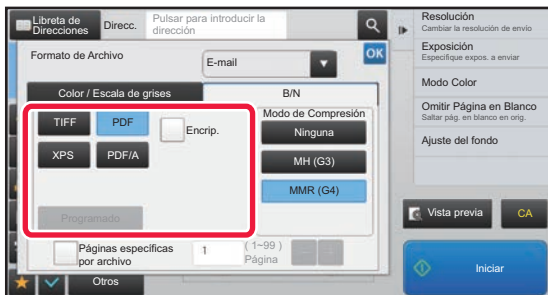 Libreta de
Direcciones
Direcc.
Pulsar para introducir la
dirección
Formato de Archivo
E-mail
OK
Color / Escala de grises
B/N
TIFF
PDF
Encrip.
XPS
PDF/A
Programado
Modo de Compresión
Ninguna
MH (G3)
MMR (G4)
Páginas específicas
por archivo
1
(1~99)
Página
Otros
Resolución
Cambiar la resolución de envío
Exposición
Especifique expos. a enviar
Modo Color
Omitir Página en Blanco
Saltar pág. en blanco en orig.
Ajuste del fondo
Vista previa
CA
Iniciar